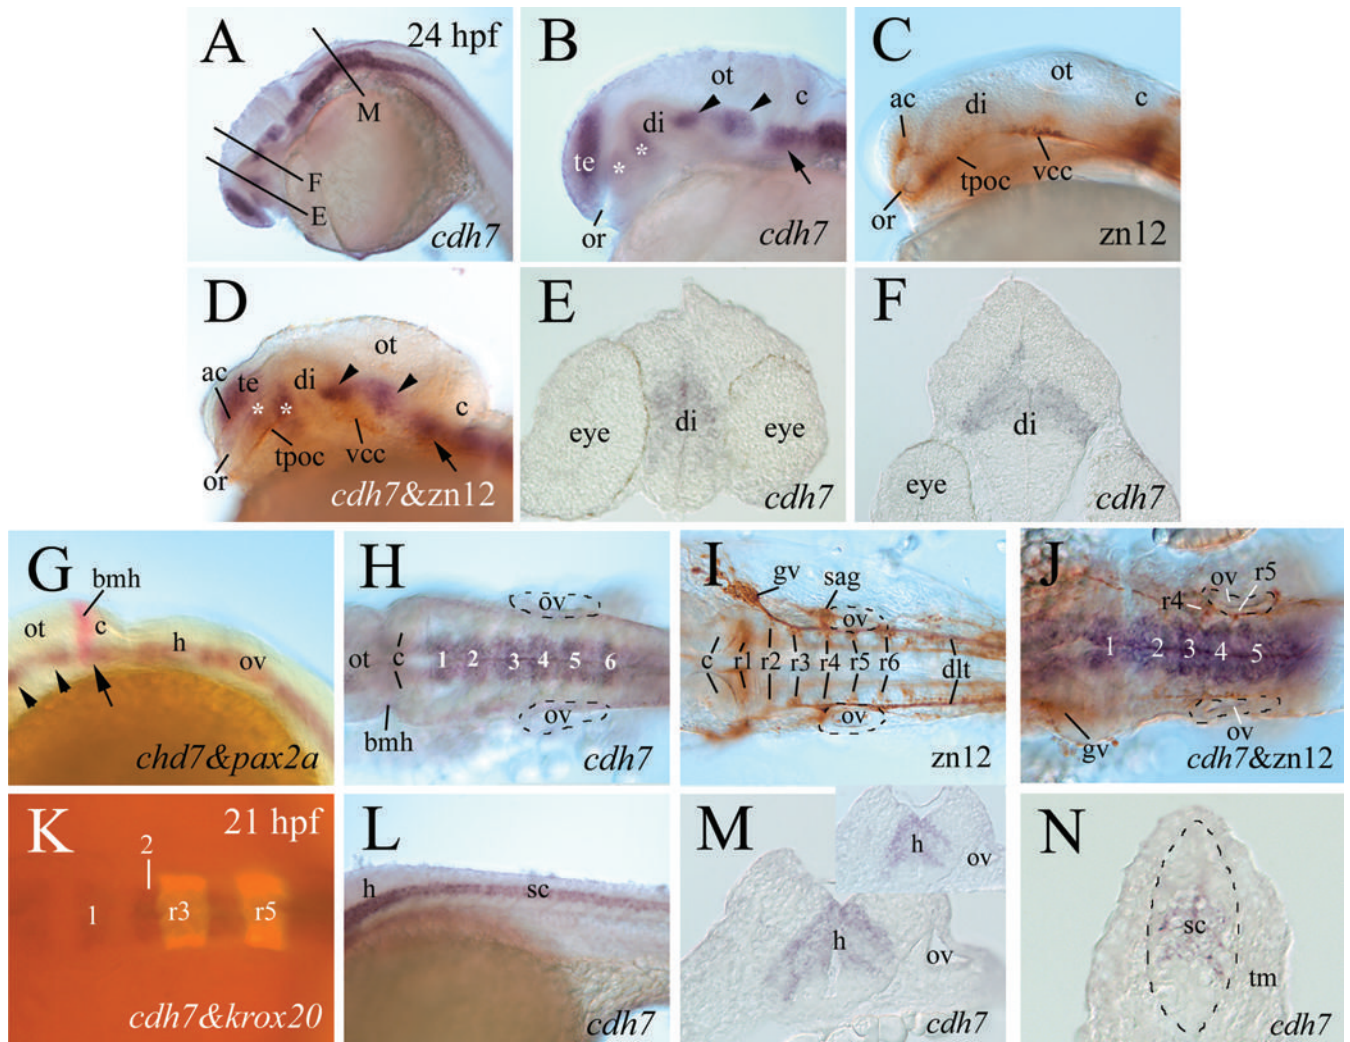 A
24 hpf
M
F
E
cdh7
B
ot
c
di
te
*
*
or
cdh7
C
ot
di
c
ac
tpoc
vcc
or
zn12
D
ot
ac
te
di
c
*
*
tpoc
vcc
or
cdh7&zn12
E
eye
di
eye
cdh7
F
di
eye
cdh7
G
bmh
ot
c
h
ov
chd7&pax2a
H
ov
ot
c
1
2
3
4
5
6
ov
bmh
cdh7
I
gv
sag
ov
c
r1
r2
r3
r4
r5
r6
dlt
ov
zn12
J
ov
r5
r4
1
2
3
4
5
gv
ov
cdh7&zn12
K
21 hpf
2
1
r3
r5
cdh7&krox20
L
h
sc
cdh7
M
h
ov
h
ov
cdh7
N
sc
tm
cdh7